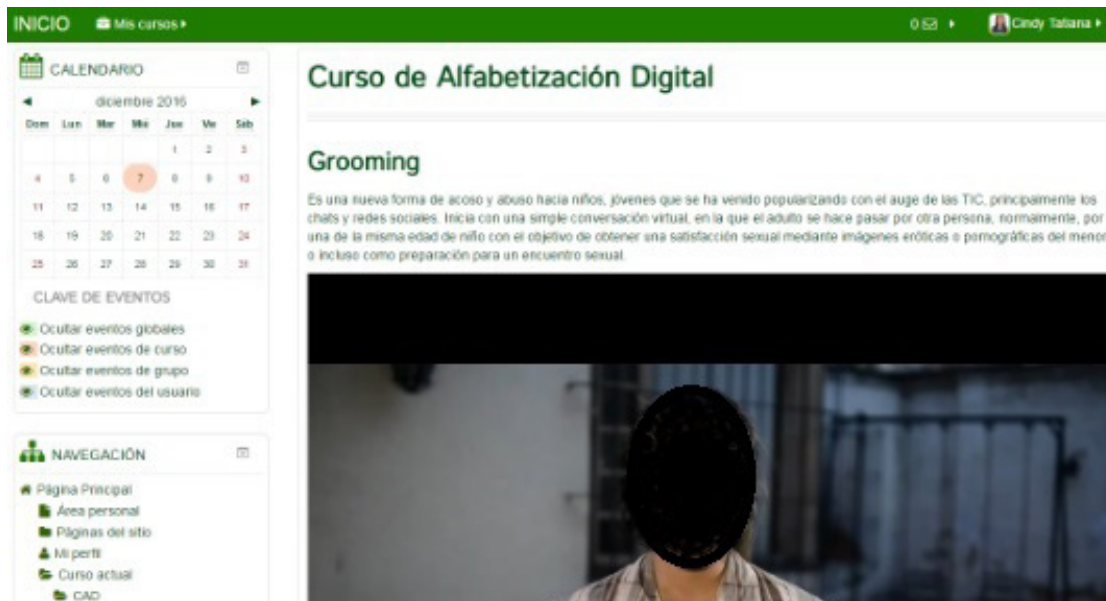 INICIO Mis cursos 0 Cindy Tatiana
CALENDARIO
diciembre 2016
Dom Lun Mar Mié Jue Vie Sáb
1 2 3
4 5 6 7 8 9 10
11 12 13 14 15 16 17
18 19 20 21 22 23 24
25 26 27 28 29 30 31
CLAVE DE EVENTOS
Ocultar eventos globales
Ocultar eventos de curso
Ocultar eventos de grupo
Ocultar eventos del usuario
NAVEGACIÓN
Página Principal
Área personal
Páginas del sitio
Mi perfil
Curso actual
CAD
Curso de Alfabetización Digital
Grooming
Es una nueva forma de acoso y abuso hacia niños, jóvenes que se ha venido popularizando con el auge de las TIC, principalmente los
chats y redes sociales. Inicia con una simple conversación virtual, en la que el adulto se hace pasar por otra persona, normalmente, por
una de la misma edad de niño con el objetivo de obtener una satisfacción sexual mediante imágenes eróticas o pornográficas del menor
o incluso como preparación para un encuentro sexual.